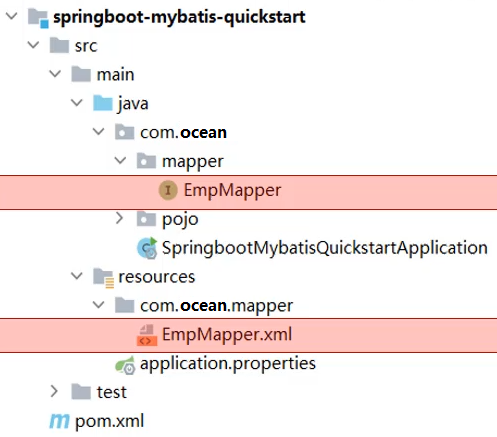 springboot-mybatis-quickstart
src
main
java
com.ocean
mapper
I EmpMapper
pojo
SpringbootMybatisQuickstartApplication
resources
com.ocean.mapper
EmpMapper.xml
application.properties
test
m pom.xml